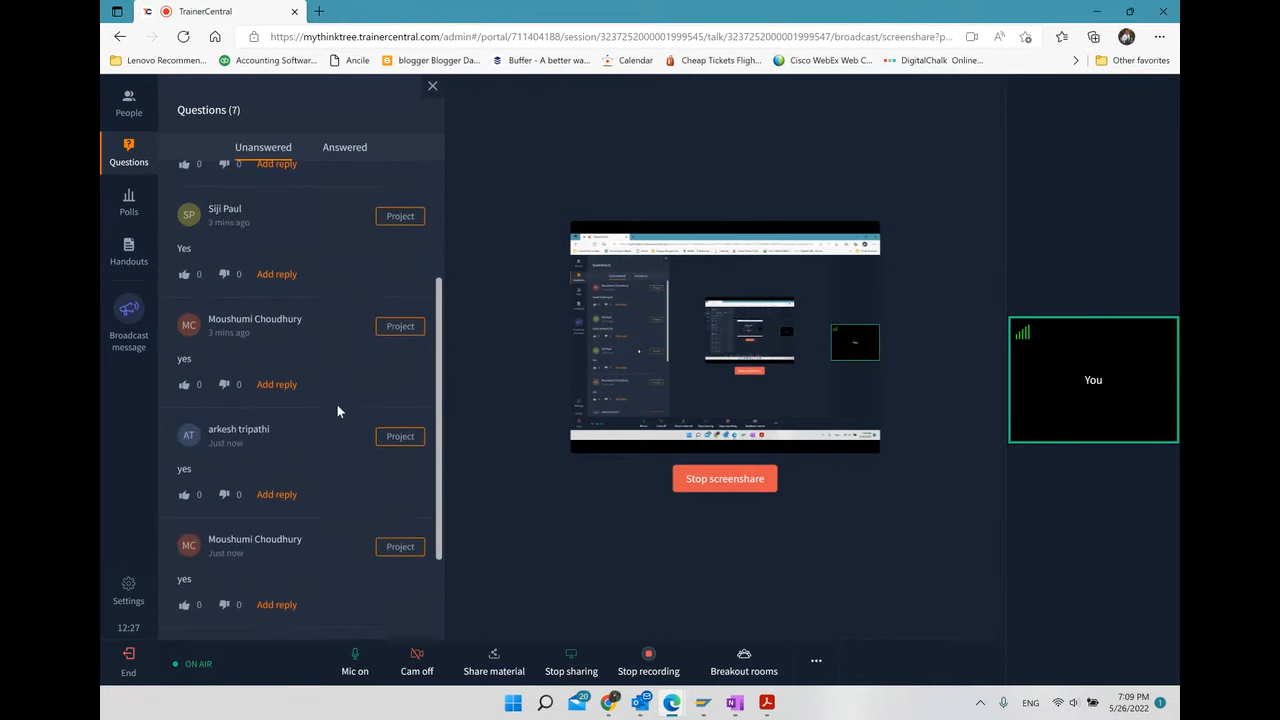 TrainerCentral
https://mythinktree.trainercentral.com/admin#/portal/711404188/session/3237252000001999545/talk/3237252000001999547/broadcast/screenshare?p...
Lenovo Recommen... Accounting Softwar... Ancile blogger Blogger Da... Buffer - A better wa... Calendar Cheap Tickets Fligh... Cisco WebEx Web C... DigitalChalk Online... Other favorites
People
Questions
Polls
Handouts
Broadcast
message
Settings
12:27
End
Questions (7)
Unanswered Answered
0 0 Add reply
SP Siji Paul Project
3 mins ago
Yes
0 0 Add reply
MC Moushumi Choudhury Project
3 mins ago
yes
0 0 Add reply
AT arkesh tripathi Project
Just now
yes
0 0 Add reply
MC Moushumi Choudhury Project
Just now
yes
0 0 Add reply
Stop screenshare
You
ON AIR
Mic on Cam off Share material Stop sharing Stop recording Breakout rooms
20
ENG
7:09 PM
5/26/2022
1